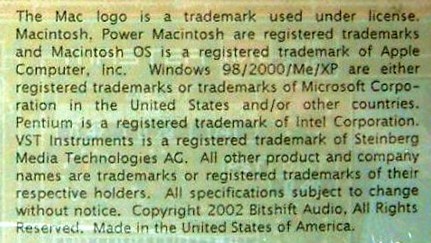 The Mac logo is a trademark used under license.
Macintosh, Power Macintosh are registered trademarks
and Macintosh OS is a registered trademark of Apple
Computer, Inc. Windows 98/2000/Me/XP are either
registered trademarks or trademarks of Microsoft Corpo-
ration in the United States and/or other countries.
Pentium is a registered trademark of Intel Corporation.
VST Instruments is a registered trademark of Steinberg
Media Technologies AG. All other product and company
names are trademarks or registered trademarks of their
respective holders. All specifications subject to change
without notice. Copyright 2002 Bitshift Audio, All Rights
Reserved. Made in the United States of America.